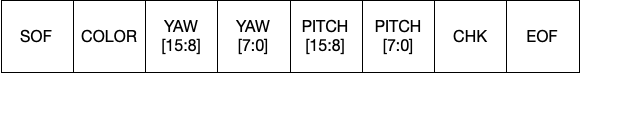 SOF
COLOR
YAW
[15:8]
YAW
[7:0]
PITCH
[15:8]
PITCH
[7:0]
CHK
EOF